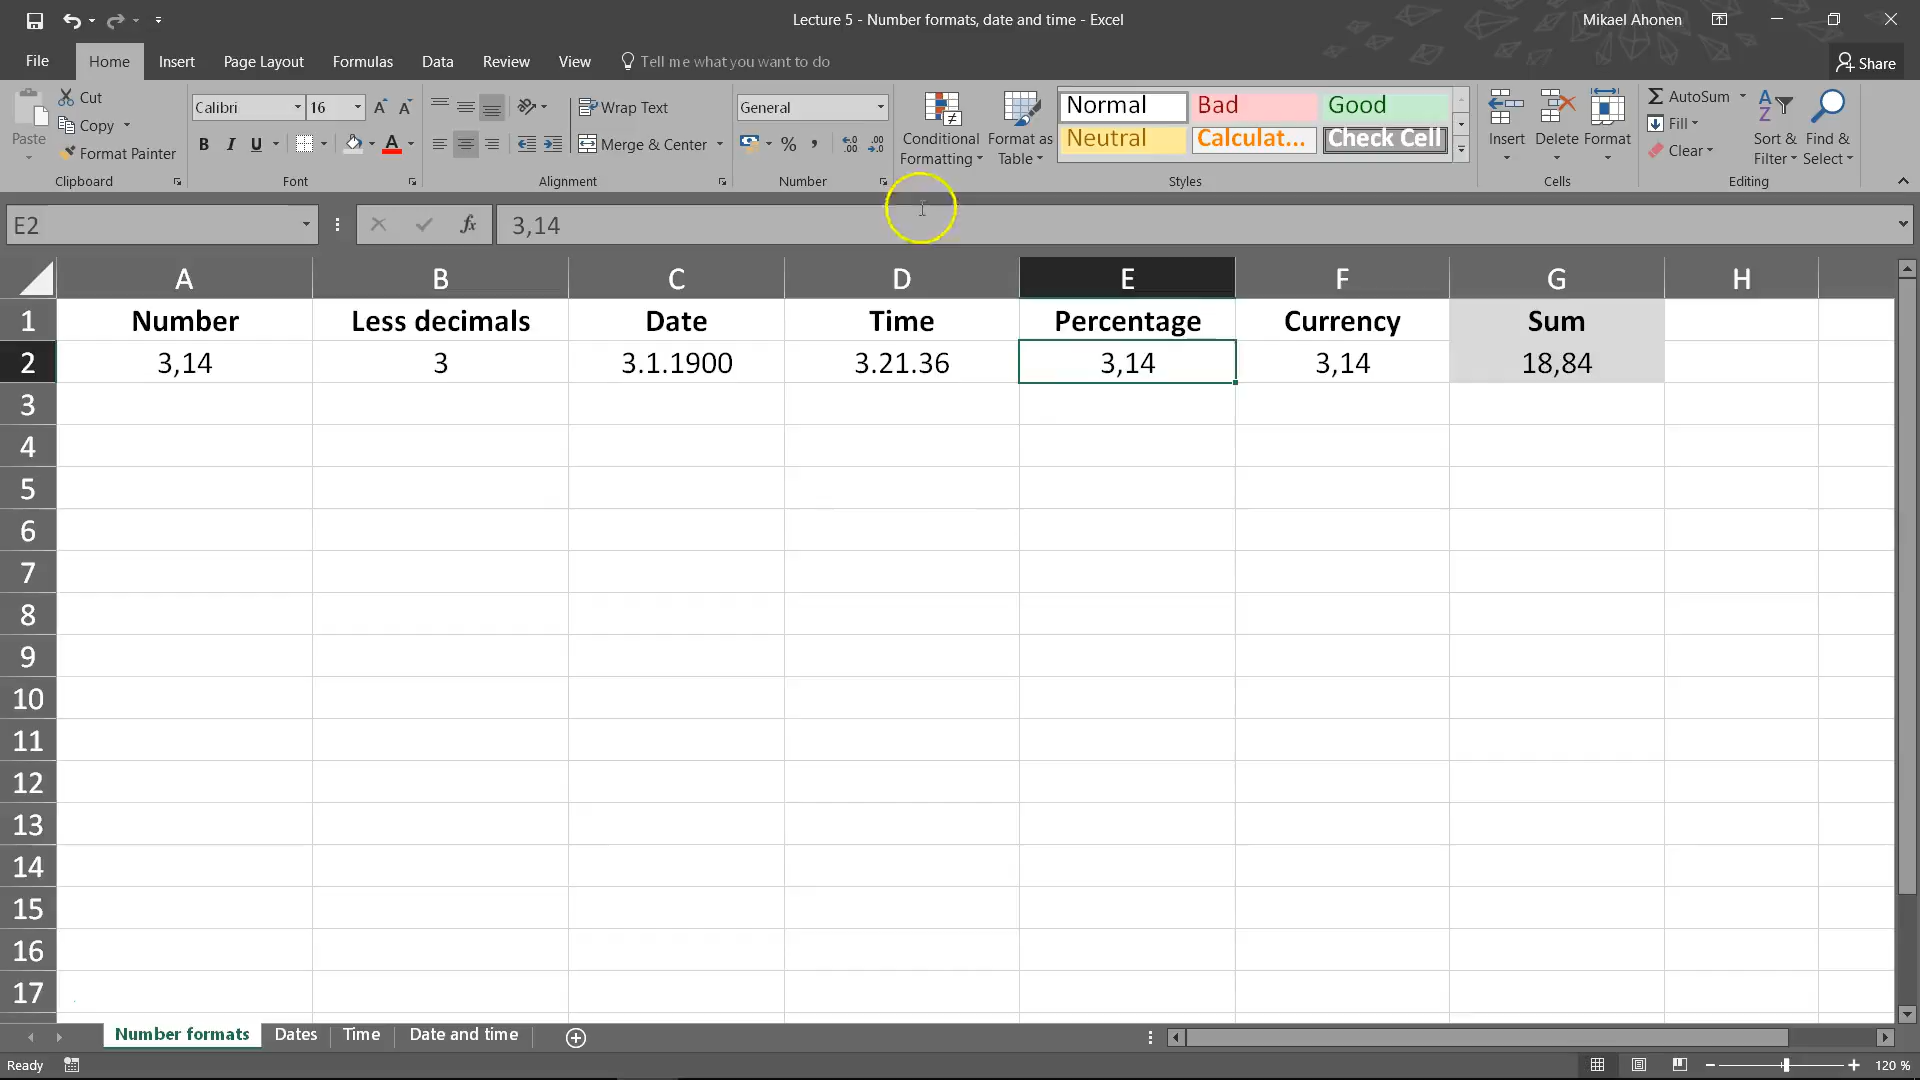 Lecture 5 - Number formats, date and time - Excel
Mikael Ahonen
File Home Insert Page Layout Formulas Data Review View Tell me what you want to do
Share
Paste
Cut
Copy
Format Painter
Clipboard
Calibri 16
B I U
Font
Wrap Text
Merge & Center
Alignment
General
%
Number
Conditional Formatting
Format as Table
Normal Bad Good
Neutral Calculat... Check Cell
Styles
Insert Delete Format
Cells
AutoSum
Fill
Clear
Sort & Filter
Find & Select
Editing
E2 fx 3,14
A B C D E F G H
1 Number Less decimals Date Time Percentage Currency Sum
2 3,14 3 3.1.1900 3.21.36 3,14 3,14 18,84
3
4
5
6
7
8
9
10
11
12
13
14
15
16
17
Number formats Dates Time Date and time
Ready 120 %